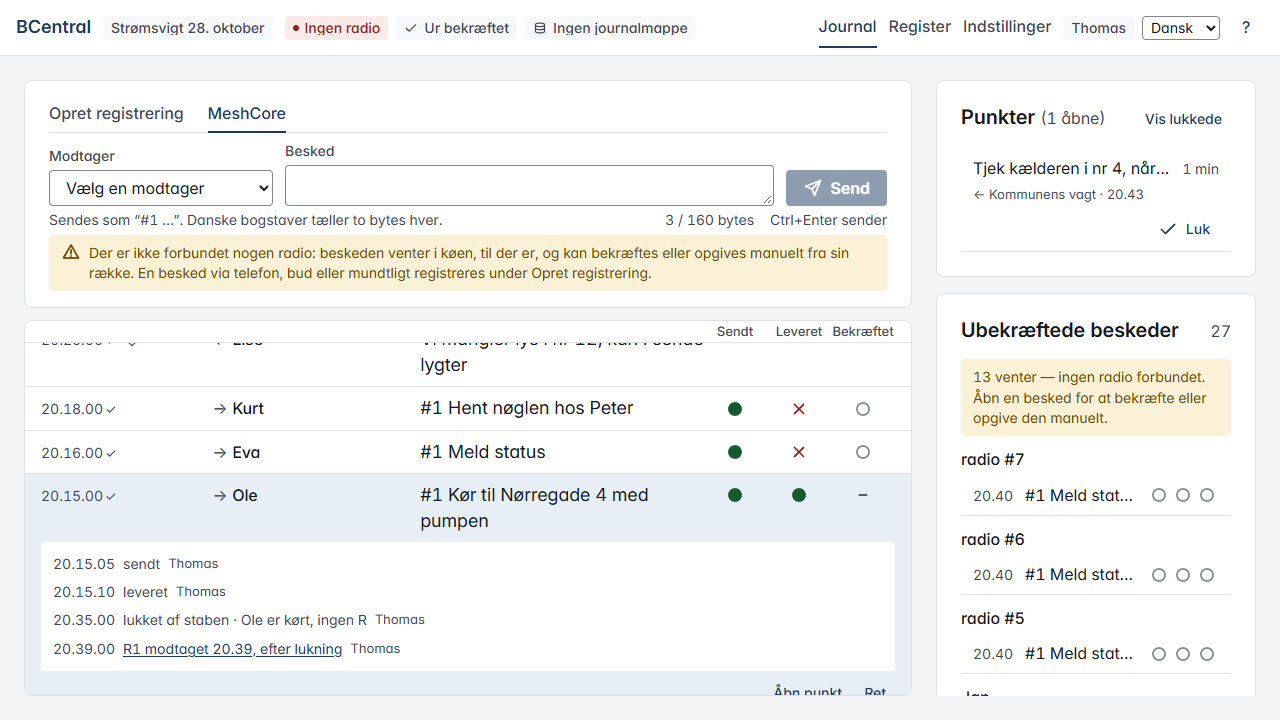 BCentral
Strømsvigt 28. oktober
Ingen radio
Ur bekræftet
Ingen journalmappe
Journal
Register
Indstillinger
Thomas
Dansk
?
Opret registrering
MeshCore
Modtager
Besked
Vælg en modtager
Send
Sendes som “#1 …”. Danske bogstaver tæller to bytes hver.
3 / 160 bytes
Ctrl+Enter sender
Der er ikke forbundet nogen radio: beskeden venter i køen, til der er, og kan bekræftes eller opgives manuelt fra sin
række. En besked via telefon, bud eller mundtligt registreres under Opret registrering.
Sendt
Leveret
Bekræftet
lygter
20.18.00
→ Kurt
#1 Hent nøglen hos Peter
20.16.00
→ Eva
#1 Meld status
20.15.00
→ Ole
#1 Kør til Nørregade 4 med
pumpen
20.15.05 sendt Thomas
20.15.10 leveret Thomas
20.35.00 lukket af staben · Ole er kørt, ingen R Thomas
20.39.00 R1 modtaget 20.39, efter lukning Thomas
Åbn punkt
Ret
Punkter (1 åbne)
Vis lukkede
Tjek kælderen i nr 4, når…
1 min
← Kommunens vagt · 20.43
Luk
Ubekræftede beskeder
27
13 venter — ingen radio forbundet.
Åbn en besked for at bekræfte eller
opgive den manuelt.
radio #7
20.40 #1 Meld stat…
radio #6
20.40 #1 Meld stat…
radio #5
20.40 #1 Meld stat…